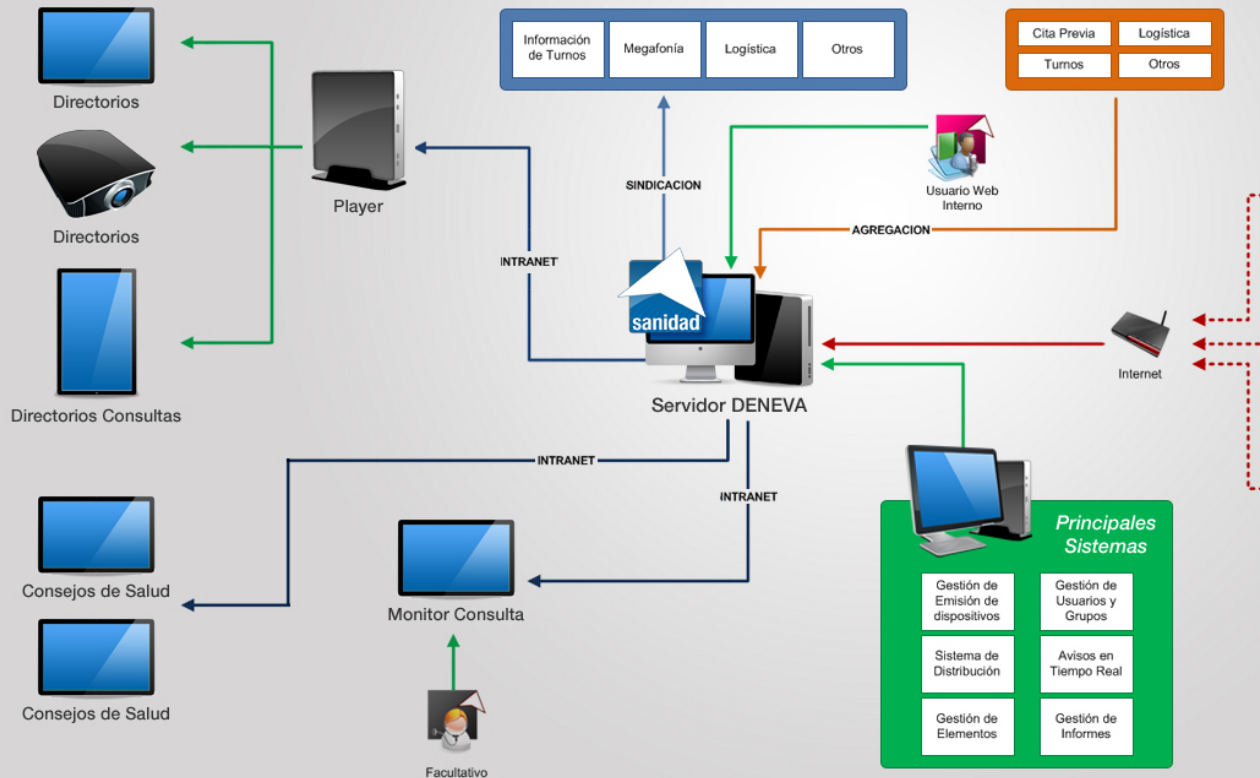 Información
de Turnos
Megafonía
Logística
Otros
Cita Previa
Logística
Turnos
Otros
Directorios
Player
Directorios
Directorios Consultas
SINDICACION
Usuario Web
Interno
AGREGACION
INTRANET
sanidad
Servidor DENEVA
Internet
INTRANET
INTRANET
Consejos de Salud
Consejos de Salud
Monitor Consulta
Facultativo
Principales
Sistemas
Gestión de
Emisión de
dispositivos
Gestión de
Usuarios y
Grupos
Sistema de
Distribución
Avisos en
Tiempo Real
Gestión de
Elementos
Gestión de
Informes